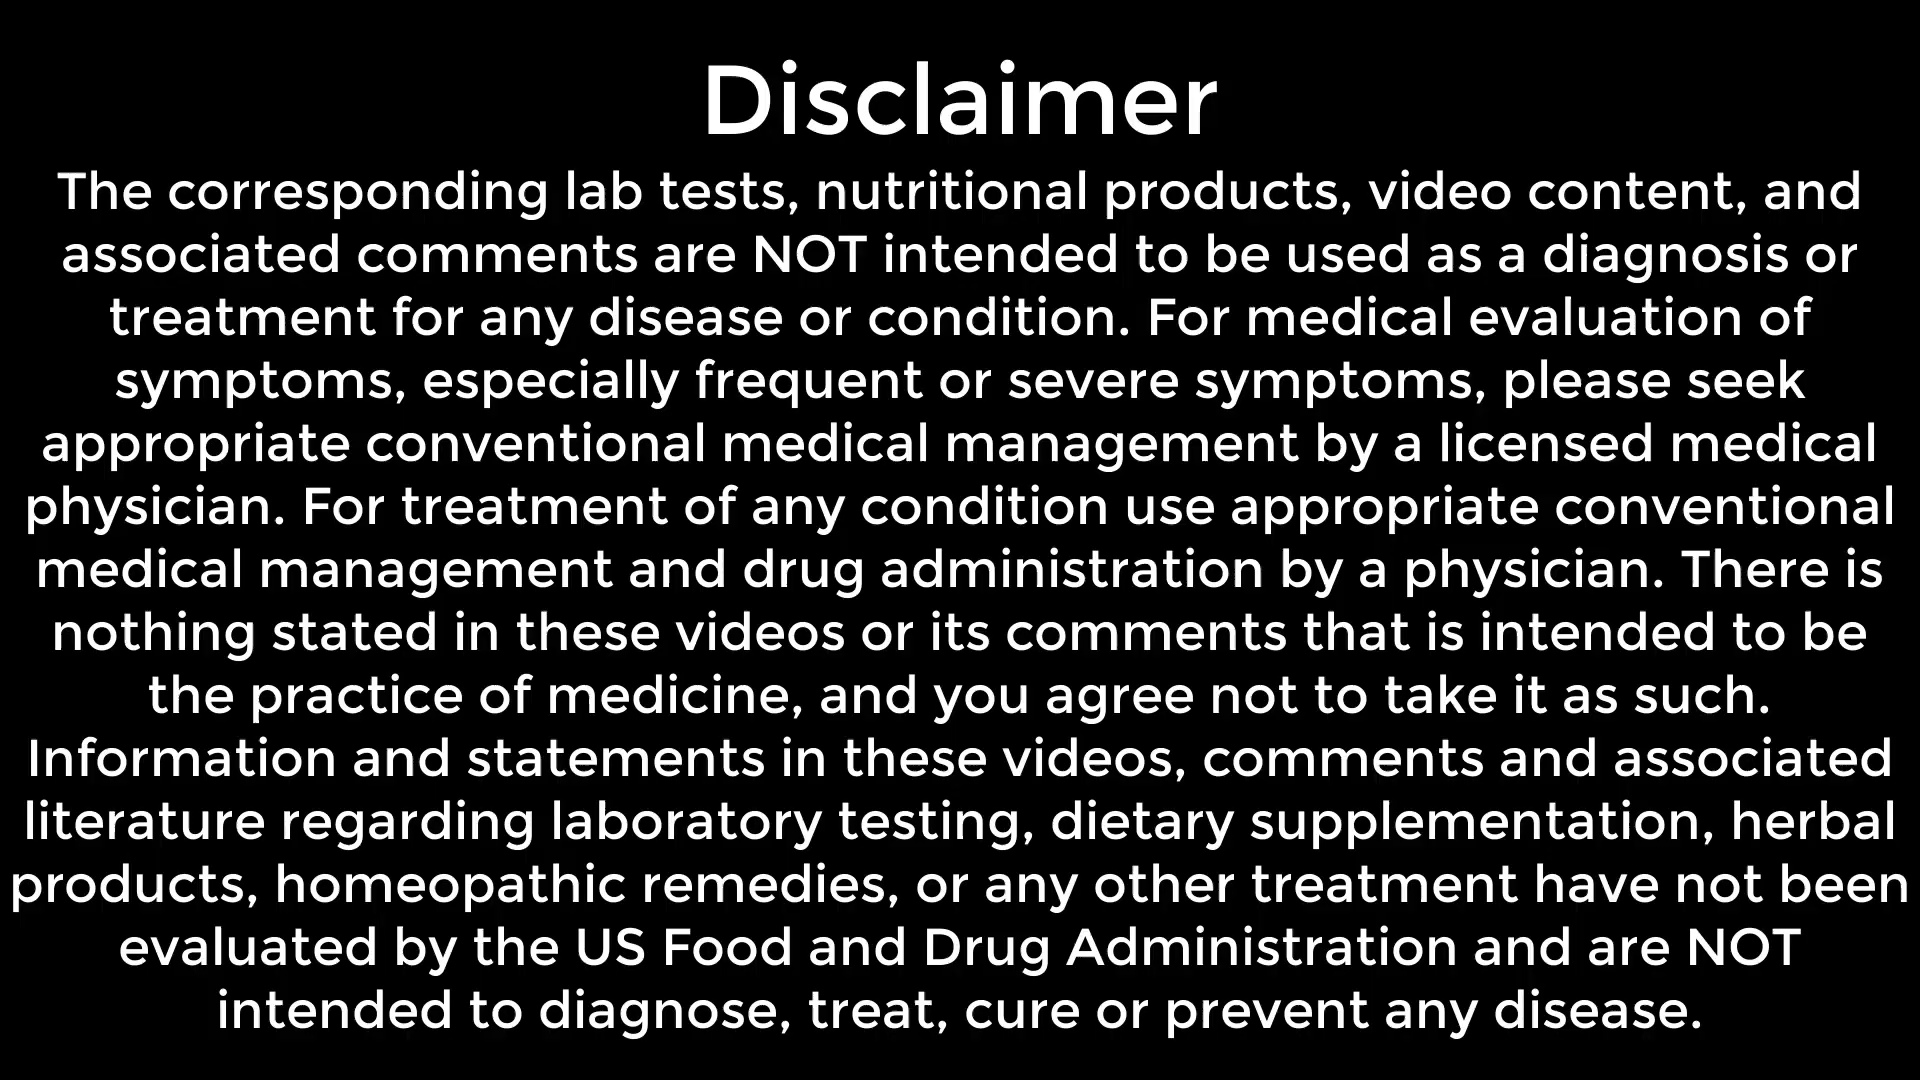 Disclaimer
The corresponding lab tests, nutritional products, video content, and
associated comments are NOT intended to be used as a diagnosis or
treatment for any disease or condition. For medical evaluation of
symptoms, especially frequent or severe symptoms, please seek
appropriate conventional medical management by a licensed medical
physician. For treatment of any condition use appropriate conventional
medical management and drug administration by a physician. There is
nothing stated in these videos or its comments that is intended to be
the practice of medicine, and you agree not to take it as such.
Information and statements in these videos, comments and associated
literature regarding laboratory testing, dietary supplementation, herbal
products, homeopathic remedies, or any other treatment have not been
evaluated by the US Food and Drug Administration and are NOT
intended to diagnose, treat, cure or prevent any disease.